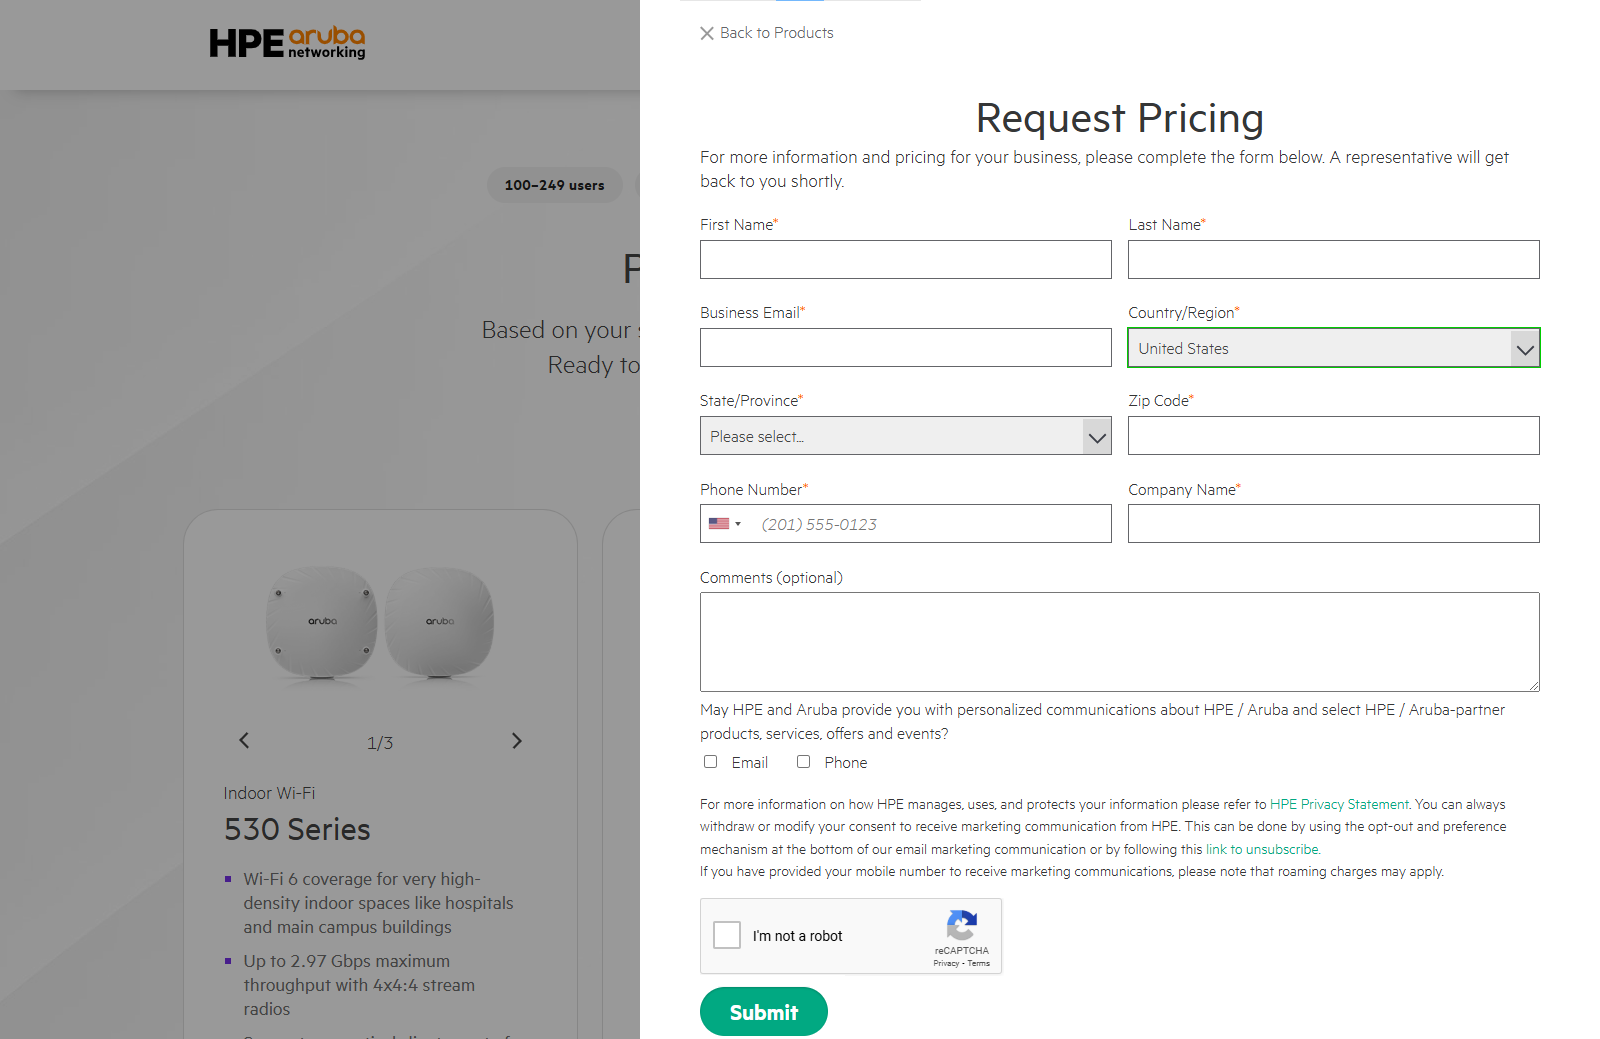 HPE aruba
networking
100–249 users
P
Based on your s
Ready to
aruba
aruba
1/3
Indoor Wi-Fi
530 Series
Wi-Fi 6 coverage for very high-
density indoor spaces like hospitals
and main campus buildings
Up to 2.97 Gbps maximum
throughput with 4x4:4 stream
radios
Back to Products
Request Pricing
For more information and pricing for your business, please complete the form below. A representative will get
back to you shortly.
First Name*
Last Name*
Business Email*
Country/Region*
United States
State/Province*
Please select...
Zip Code*
Phone Number*
(201) 555-0123
Company Name*
Comments (optional)
May HPE and Aruba provide you with personalized communications about HPE / Aruba and select HPE / Aruba-partner
products, services, offers and events?
Email
Phone
For more information on how HPE manages, uses, and protects your information please refer to HPE Privacy Statement. You can always
withdraw or modify your consent to receive marketing communication from HPE. This can be done by using the opt-out and preference
mechanism at the bottom of our email marketing communication or by following this link to unsubscribe.
If you have provided your mobile number to receive marketing communications, please note that roaming charges may apply.
I'm not a robot
reCAPTCHA
Privacy - Terms
Submit